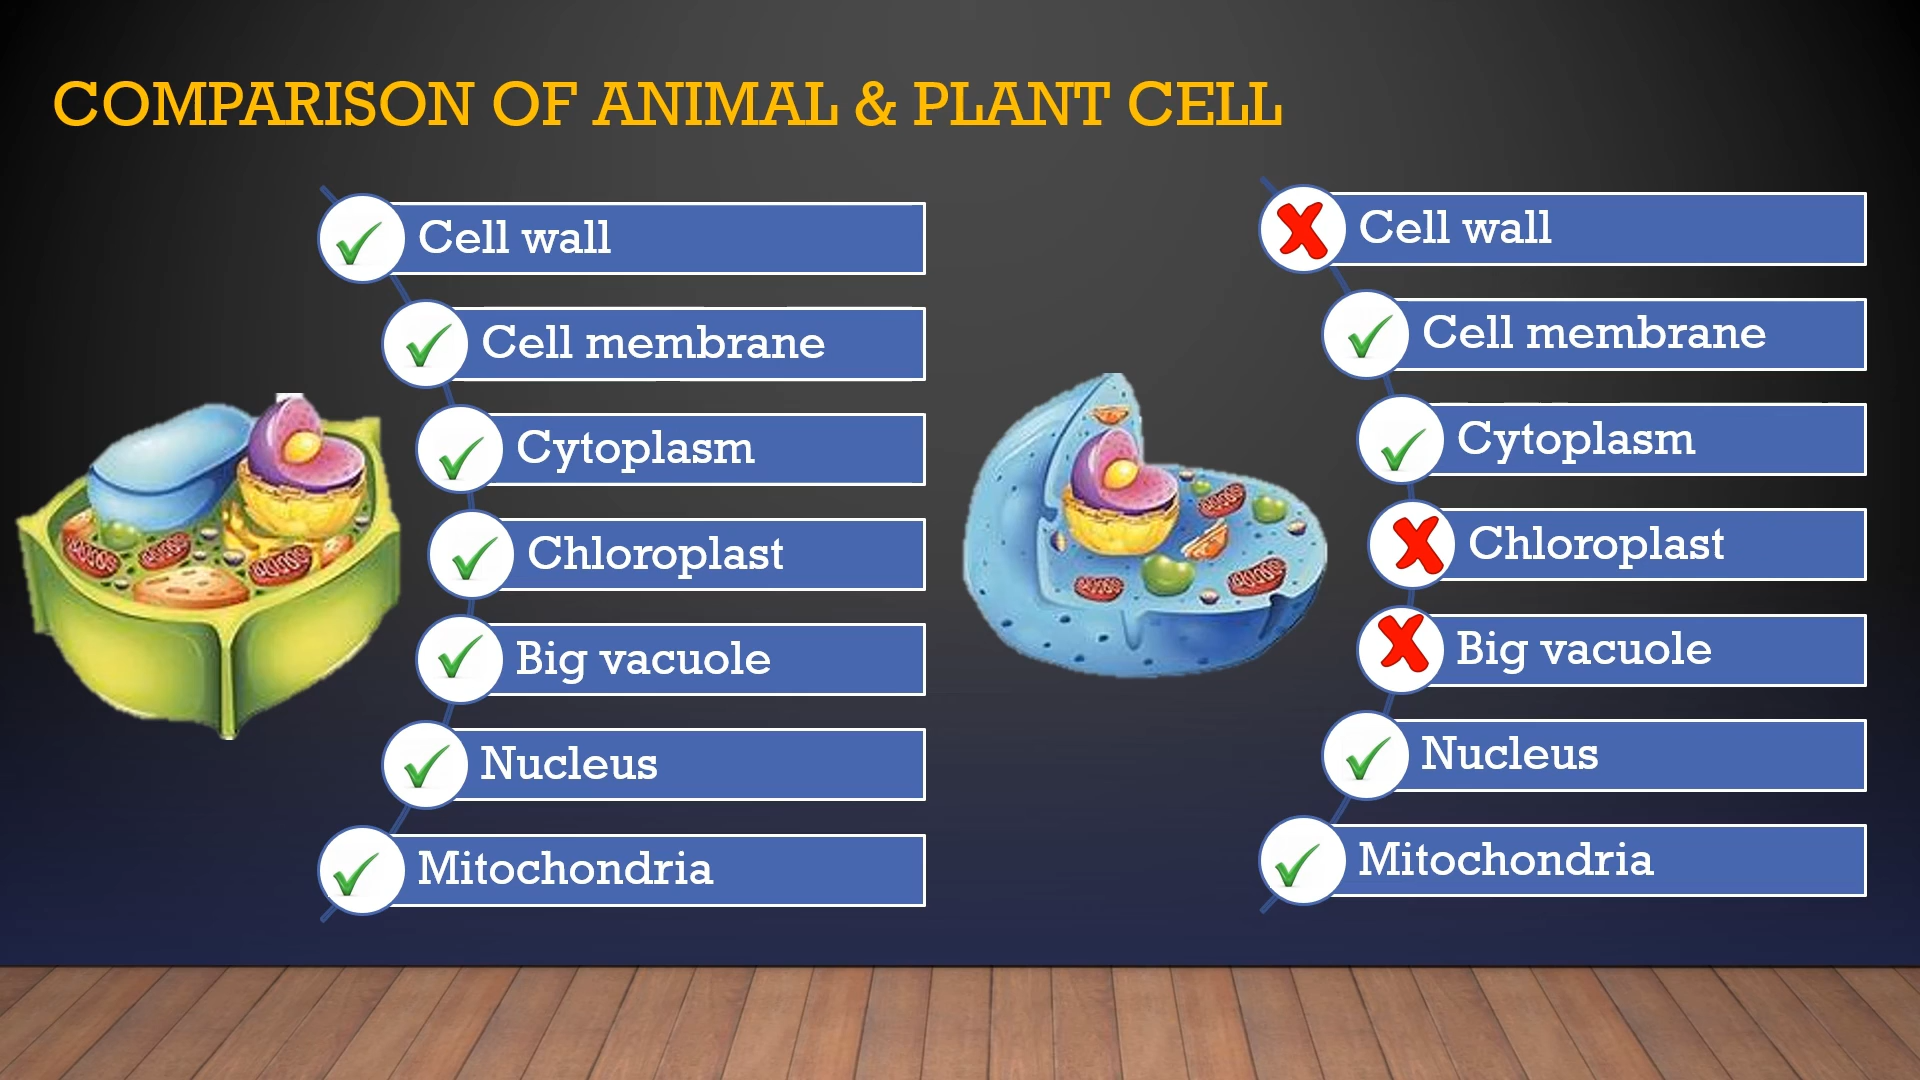 COMPARISON OF ANIMAL & PLANT CELL
Cell wall
Cell membrane
Cytoplasm
Chloroplast
Big vacuole
Nucleus
Mitochondria
Cell wall
Cell membrane
Cytoplasm
Chloroplast
Big vacuole
Nucleus
Mitochondria